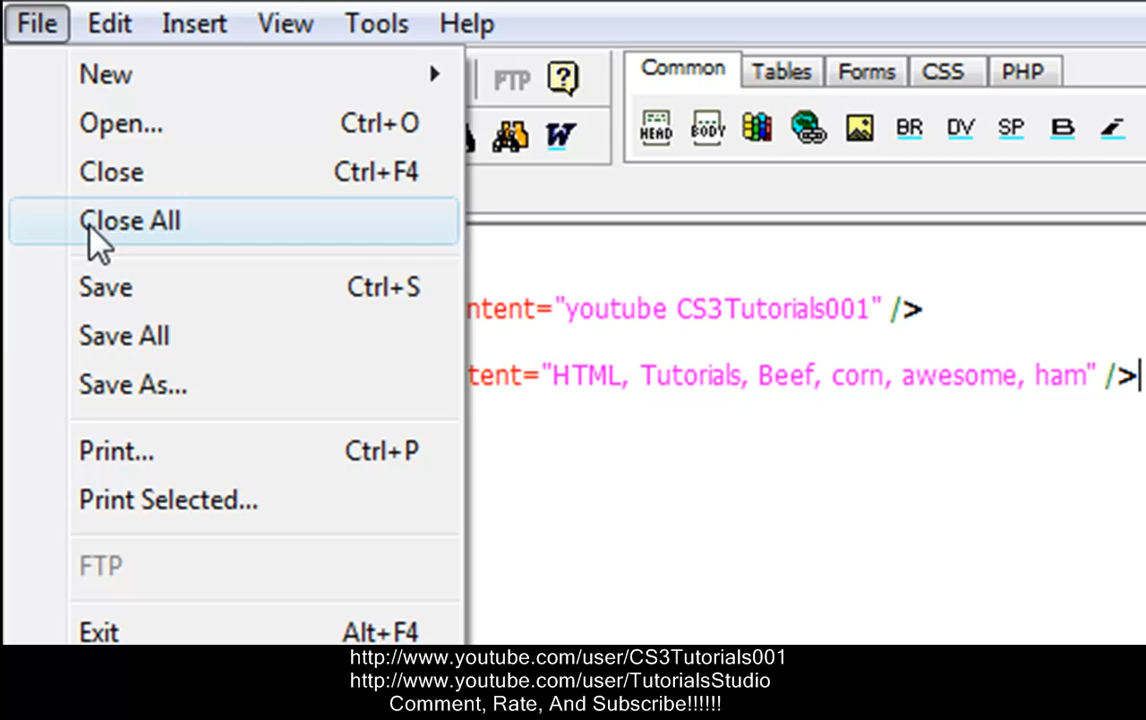 File Edit Insert View Tools Help
New
Open... Ctrl+O
Close Ctrl+F4
Close All
Save Ctrl+S
Save All
Save As...
Print... Ctrl+P
Print Selected...
FTP
Exit Alt+F4
FTP ?
W
Common Tables Forms CSS PHP
HEAD BODY BR DV SP B i
ntent="youtube CS3Tutorials001" />
tent="HTML, Tutorials, Beef, corn, awesome, ham" />
http://www.youtube.com/user/CS3Tutorials001
http://www.youtube.com/user/TutorialsStudio
Comment, Rate, And Subscribe!!!!!!